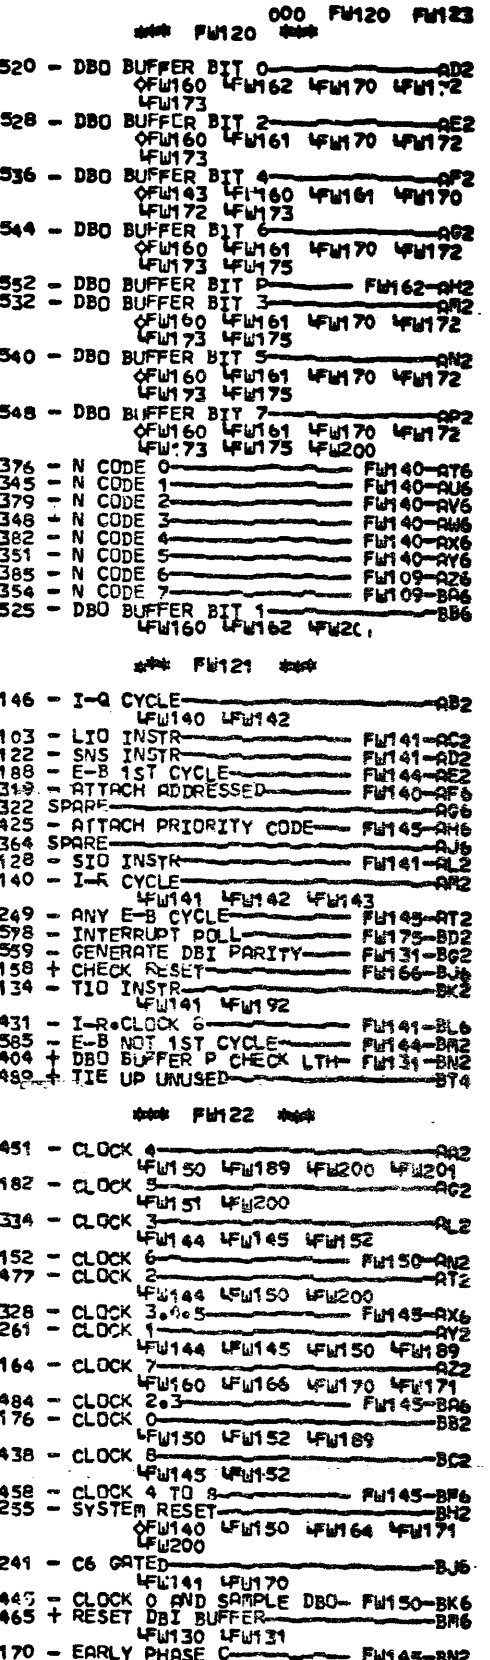 000 FW120 FW123
*** FW120 ***
520 - DBO BUFFER BIT 0 AD2
◇FW160 ↳FW162 ↳FW170
↳FW173
528 - DBO BUFFER BIT 2 AE2
◇FW160 ↳FW161 ↳FW170 ↳FW172
↳FW173
536 - DBO BUFFER BIT 4 AF2
◇FW143 ↳FW160 ↳FW161 ↳FW170
↳FW172 ↳FW173
544 - DBO BUFFER BIT 6 AG2
◇FW160 ↳FW161 ↳FW170 ↳FW172
↳FW173 ↳FW175
552 - DBO BUFFER BIT P FW162-AH2
532 - DBO BUFFER BIT 3 AM2
◇FW160 ↳FW161 ↳FW170 ↳FW172
↳FW173 ↳FW175
540 - DBO BUFFER BIT 5 AN2
◇FW160 ↳FW161 ↳FW170 ↳FW172
↳FW173 ↳FW175
548 - DBO BUFFER BIT 7 AP2
◇FW160 ↳FW161 ↳FW170 ↳FW172
↳FW173 ↳FW175 ↳FW200
376 - N CODE 0 FW140-AT6
345 - N CODE 1 FW140-AU6
379 - N CODE 2 FW140-AV6
348 + N CODE 3 FW140-AW6
382 - N CODE 4 FW140-AX6
351 - N CODE 5 FW140-AY6
385 - N CODE 6 FW109-AZ6
354 - N CODE 7 FW109-BA6
525 - DBO BUFFER BIT 1 BB6
↳FW160 ↳FW162
*** FW121 ***
146 - I-Q CYCLE AB2
↳FW140 ↳FW142
103 - LIO INSTR FW141-AC2
122 - SNS INSTR FW141-AD2
188 - E-B 1ST CYCLE FW144-AE2
319 - ATTACH ADDRESSED FW140-AF6
322 SPARE AG6
425 - ATTACH PRIORITY CODE FW145-AH6
364 SPARE AJ6
128 - SIO INSTR FW141-AL2
140 - I-R CYCLE AM2
↳FW141 ↳FW142 ↳FW143
249 - ANY E-B CYCLE FW145-AT2
578 - INTERRUPT POLL FW175-BD2
559 - GENERATE DBI PARITY FW131-BG2
158 + CHECK RESET FW166-BJ6
134 - TIO INSTR BK2
↳FW141 ↳FW192
431 - I-R.CLOCK 6 FW141-BL6
585 - E-B NOT 1ST CYCLE FW144-BM2
404 + DBO BUFFER P CHECK LTH FW131-BN2
489 + TIE UP UNUSED BT4
*** FW122 ***
451 - CLOCK 4 AA2
↳FW150 ↳FW189 ↳FW200 ↳FW201
182 - CLOCK 5 AG2
↳FW151 ↳FW200
334 - CLOCK 3 AL2
↳FW144 ↳FW145 ↳FW152
152 - CLOCK 6 FW150-AN2
477 - CLOCK 2 AT2
↳FW144 ↳FW150 ↳FW200
328 - CLOCK FW145-AX6
261 - CLOCK 1 AY2
↳FW144 ↳FW145 ↳FW150 ↳FW189
164 - CLOCK 7 AZ2
↳FW160 ↳FW166 ↳FW170 ↳FW171
484 - CLOCK 2.3 FW145-BA6
176 - CLOCK 0 BB2
↳FW150 ↳FW152 ↳FW189
438 - CLOCK 8 BC2
↳FW145 ↳FW152
458 - CLOCK 4 TO 8 FW145-BF6
255 - SYSTEM RESET BH2
◇FW140 ↳FW150 ↳FW164 ↳FW171
↳FW200
241 - C6 GATED BJ6
↳FW141 ↳FW170
- CLOCK 0 AND SAMPLE DBO FW150-BK6
465 + RESET DBI BUFFER BM6
↳FW130 ↳FW131
170 - EARLY PHASE C FW145-BN2